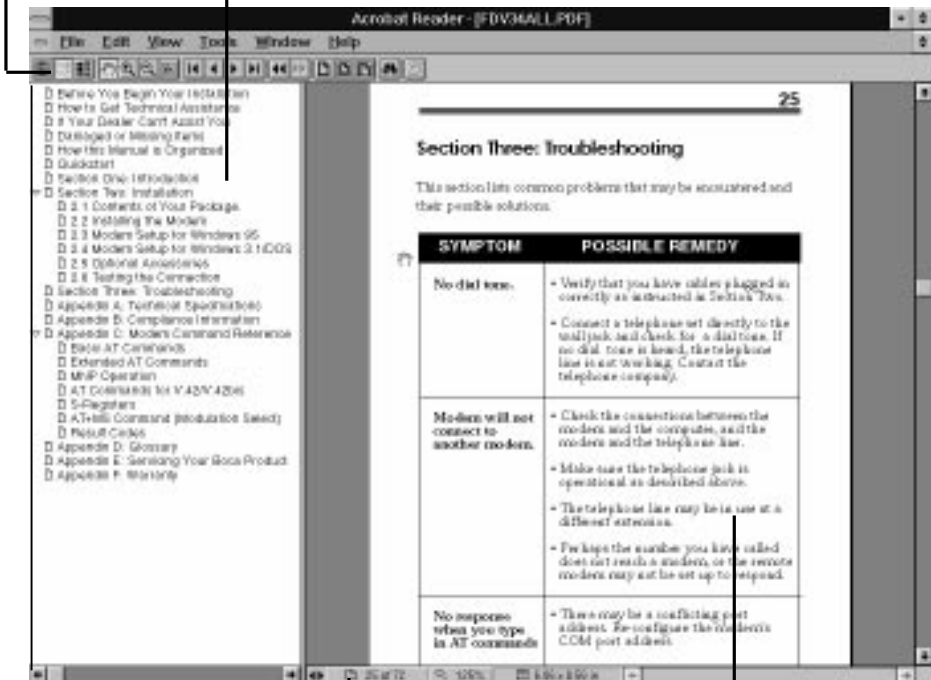 Acrobat Reader - [FDV34ALL.PDF]
File Edit View Tools Window Help
Before You Begin Your Installation
How to Get Technical Assistance
If Your Dealer Can't Assist You
Damaged or Missing Items
How this Manual is Organized
Quickstart
Section One: Introduction
Section Two: Installation
2.1 Contents of Your Package
2.2 Installing the Modem
2.3 Modem Setup for Windows 95
2.4 Modem Setup for Windows 3.1/DOS
2.5 Optional Accessories
2.6 Testing the Connection
Section Three: Troubleshooting
Appendix A: Technical Specifications
Appendix B: Compliance Information
Appendix C: Modem Command Reference
Basic AT Commands
Extended AT Commands
MNP Operation
AT Commands for V.42/V.42bis
S-Registers
AT+MS Command (Modulation Select)
Result Codes
Appendix D: Glossary
Appendix E: Servicing Your Boca Product
Appendix F: Warranty
25
Section Three: Troubleshooting
This section lists common problems that may be encountered and
their possible solutions.
SYMPTOM POSSIBLE REMEDY
No dial tone.
• Verify that you have cables plugged in
correctly as instructed in Section Two.
• Connect a telephone set directly to the
wall jack and check for a dial tone. If
no dial tone is heard, the telephone
line is not working. Contact the
telephone company.
Modem will not
connect to
another modem.
• Check the connections between the
modem and the computer, and the
modem and the telephone line.
• Make sure the telephone jack is
operational as described above.
• The telephone line may be in use at a
different extension.
• Perhaps the number you have called
does not reach a modem, or the remote
modem may not be set up to respond.
No response
when you type
in AT commands
• There may be a conflicting port
address. Re-configure the modem's
COM port address.
25 of 72 125%